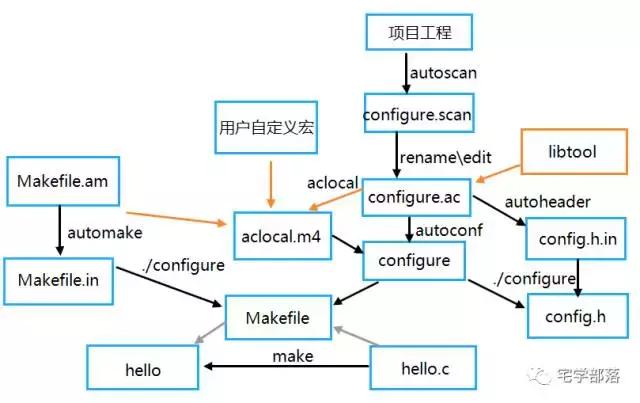 项目工程
autoscan
configure.scan
用户自定义宏
rename\edit
libtool
Makefile.am
aclocal
configure.ac
autoheader
automake
aclocal.m4
autoconf
config.h.in
Makefile.in
./configure
configure
./configure
Makefile
config.h
hello
make
hello.c
宅学部落